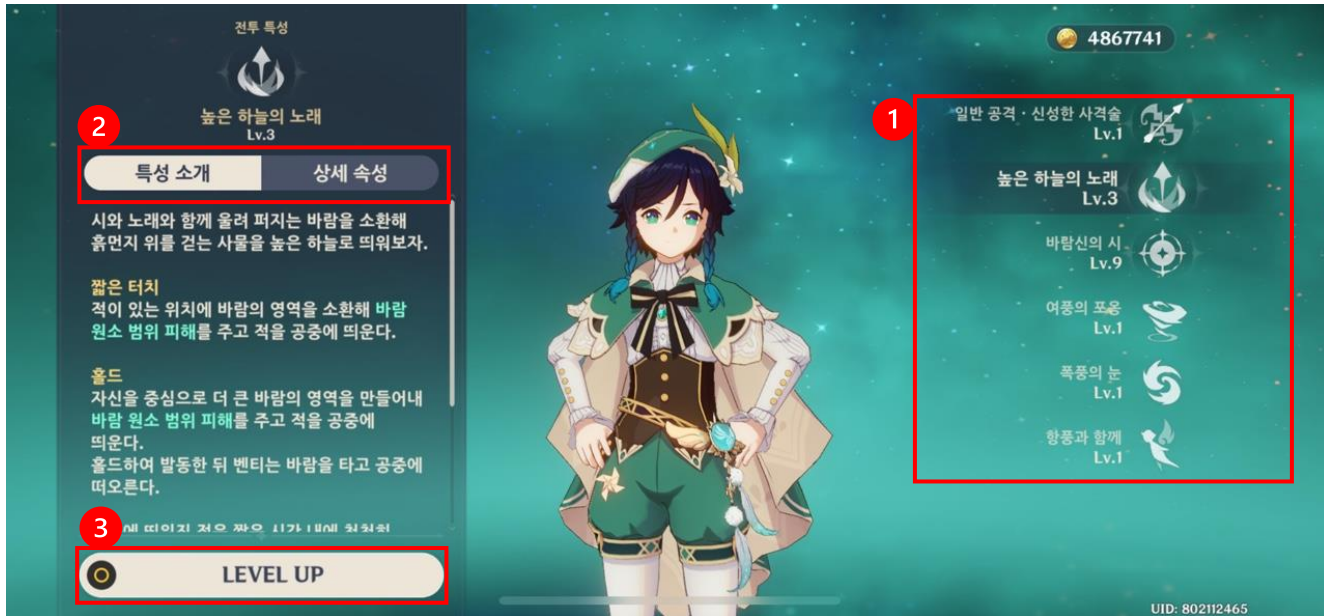 전투 특성
높은 하늘의 노래
Lv.3
2
특성 소개
상세 속성
시와 노래와 함께 울려 퍼지는 바람을 소환해
흙먼지 위를 걷는 사물을 높은 하늘로 띄워보자.
짧은 터치
적이 있는 위치에 바람의 영역을 소환해 바람
원소 범위 피해를 주고 적을 공중에 띄운다.
홀드
자신을 중심으로 더 큰 바람의 영역을 만들어내
바람 원소 범위 피해를 주고 적을 공중에
띄운다.
홀드하여 발동한 뒤 벤티는 바람을 타고 공중에
떠오른다.
3
LEVEL UP
4867741
1
일반 공격 · 신성한 사격술
Lv.1
높은 하늘의 노래
Lv.3
바람신의 시
Lv.9
여풍의 포옹
Lv.1
폭풍의 눈
Lv.1
항풍과 함께
Lv.1
UID: 802112465